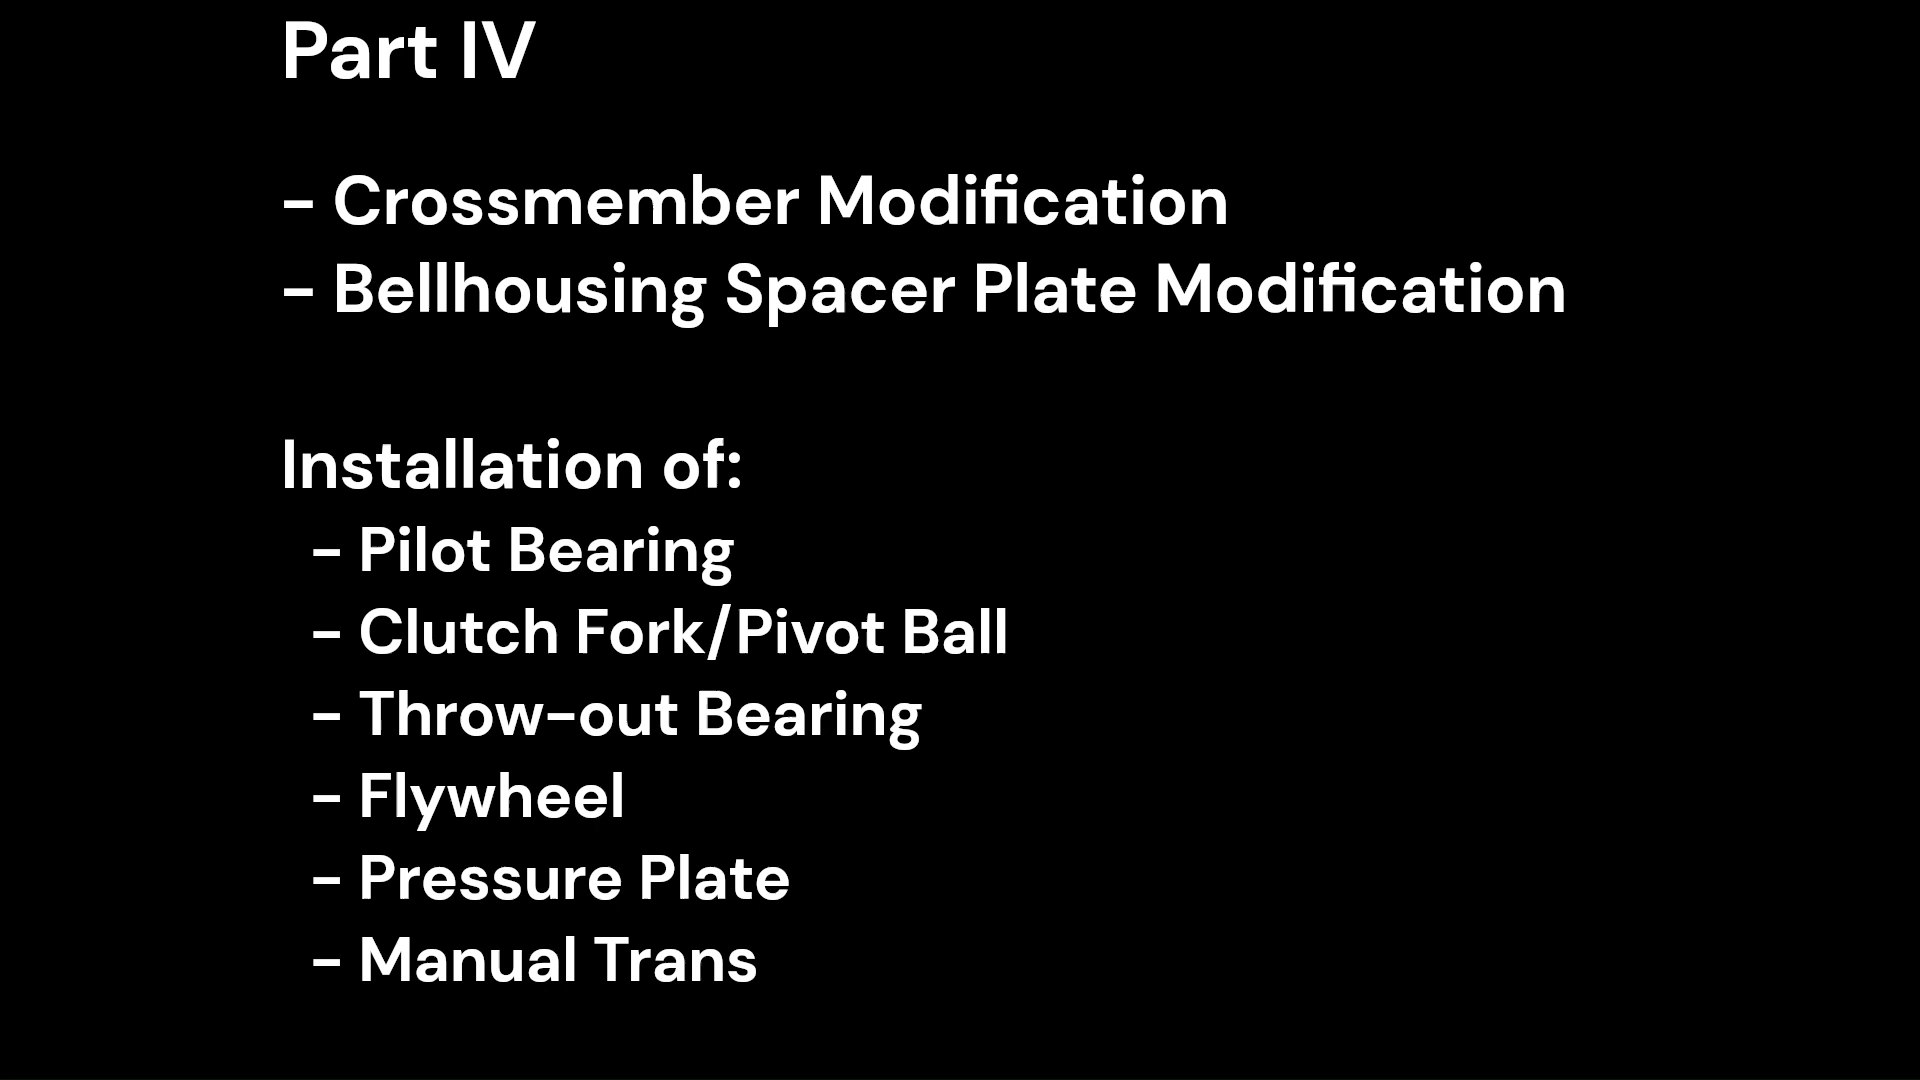 Part IV
- Crossmember Modification
- Bellhousing Spacer Plate Modification
Installation of:
- Pilot Bearing
- Clutch Fork/Pivot Ball
- Throw-out Bearing
- Flywheel
- Pressure Plate
- Manual Trans